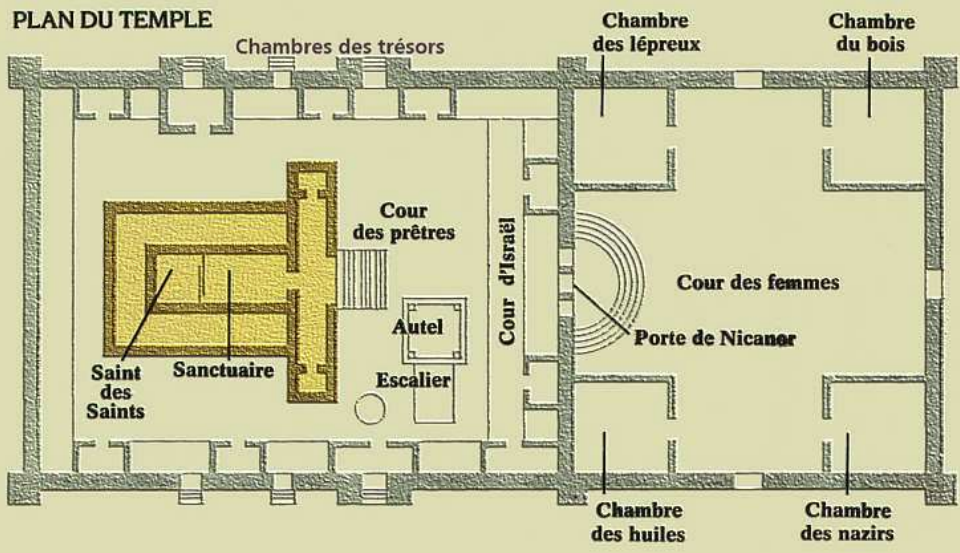 PLAN DU TEMPLE
Chambres des trésors
Chambre
des lépreux
Chambre
du bois
Cour
des prêtres
Cour d'Israël
Cour des femmes
Autel
Porte de Nicanor
Saint
des
Saints
Sanctuaire
Escalier
Chambre
des huiles
Chambre
des nazirs